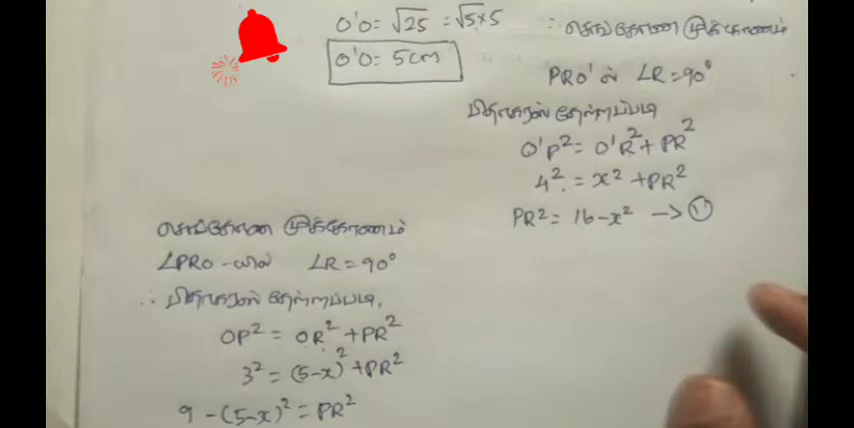 O'O = √25 = √5×5
O'O = 5cm
∴ செங்கோண முக்கோணம்
PRO' ல் ∠R = 90°
பிதாகரஸ் தேற்றப்படி
O'P² = O'R² + PR²
4² = x² + PR²
PR² = 16 - x² → ①
செங்கோண முக்கோணம்
∠PRO -யில் ∠R = 90°
∴ பிதாகரஸ் தேற்றப்படி,
OP² = OR² + PR²
3² = (5-x)² + PR²
9 - (5-x)² = PR²